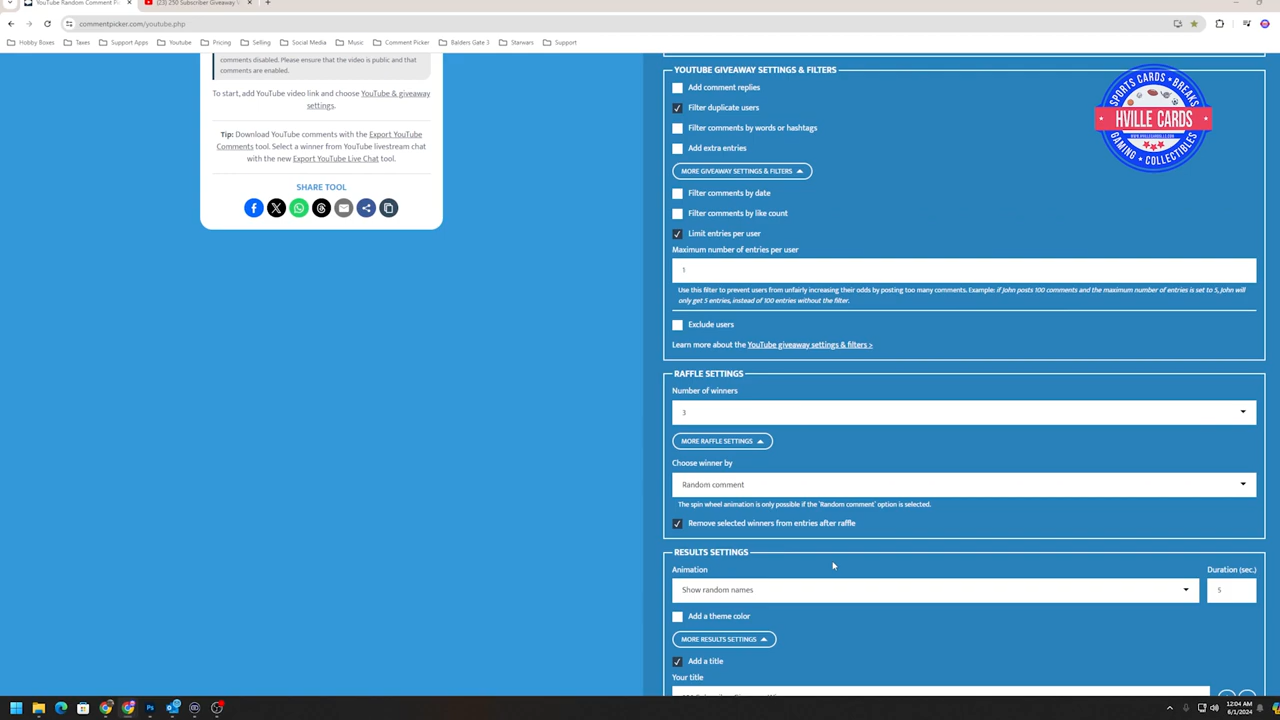 YouTube Random Comment P
(23) 250 Subscriber Giveaway
commentpicker.com/youtube.php
Hobby Boxes
Taxes
Support Apps
Youtube
Pricing
Selling
Social Media
Music
Comment Picker
Balders Gate 3
Starwars
Support
comments disabled. Please ensure that the video is public and that
comments are enabled.
To start, add YouTube video link and choose YouTube & giveaway
settings.
Tip: Download YouTube comments with the Export YouTube
Comments tool. Select a winner from YouTube livestream
chat with the new Export YouTube Live Chat tool.
SHARE TOOL
YOUTUBE GIVEAWAY SETTINGS & FILTERS
Add comment replies
Filter duplicate users
Filter comments by words or hashtags
Add extra entries
MORE GIVEAWAY SETTINGS & FILTERS
Filter comments by date
Filter comments by like count
Limit entries per user
Maximum number of entries per user
1
Use this filter to prevent users from unfairly increasing their odds by posting too many comments. Example: if John posts 100 comments and the maximum number of entries is set to 5, John will
only get 5 entries, instead of 100 entries without the filter.
Exclude users
Learn more about the YouTube giveaway settings & filters >
RAFFLE SETTINGS
Number of winners
3
MORE RAFFLE SETTINGS
Choose winner by
Random comment
The spin wheel animation is only possible if the 'Random comment' option is selected.
Remove selected winners from entries after raffle
RESULTS SETTINGS
Animation
Duration (sec.)
Show random names
5
Add a theme color
MORE RESULTS SETTINGS
Add a title
Your title
SPORTS CARDS BREAKS
HVILLE CARDS
GAMING COLLECTIBLES
12:04 AM
6/1/2024